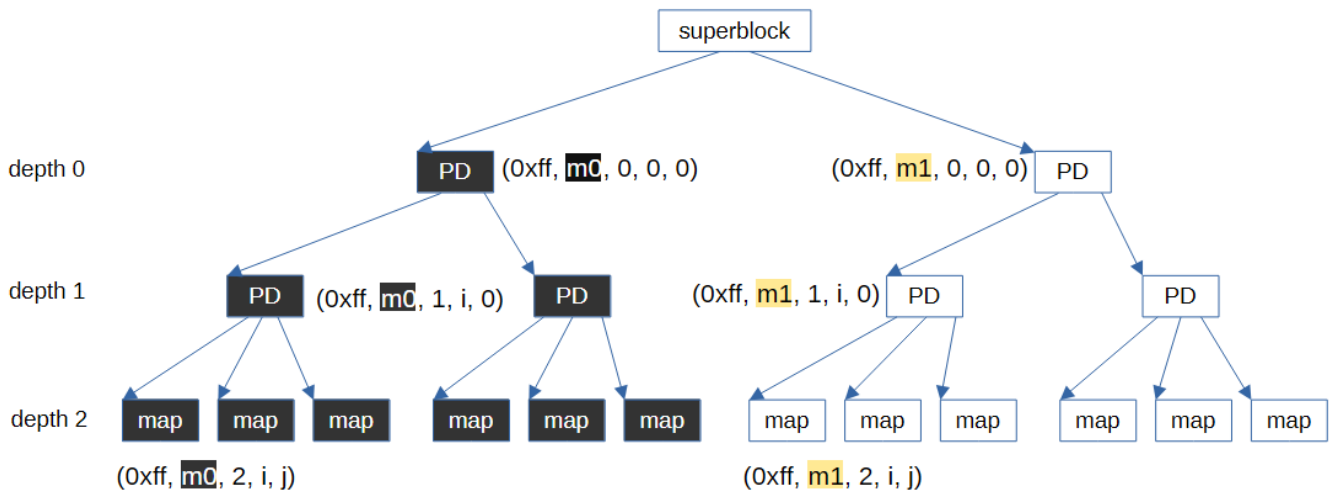 superblock
depth 0
PD
(0xff, m0, 0, 0, 0)
(0xff, m1, 0, 0, 0)
PD
depth 1
PD
(0xff, m0, 1, i, 0)
PD
(0xff, m1, 1, i, 0)
PD
PD
depth 2
map
map
map
map
map
map
map
map
map
map
map
map
(0xff, m0, 2, i, j)
(0xff, m1, 2, i, j)